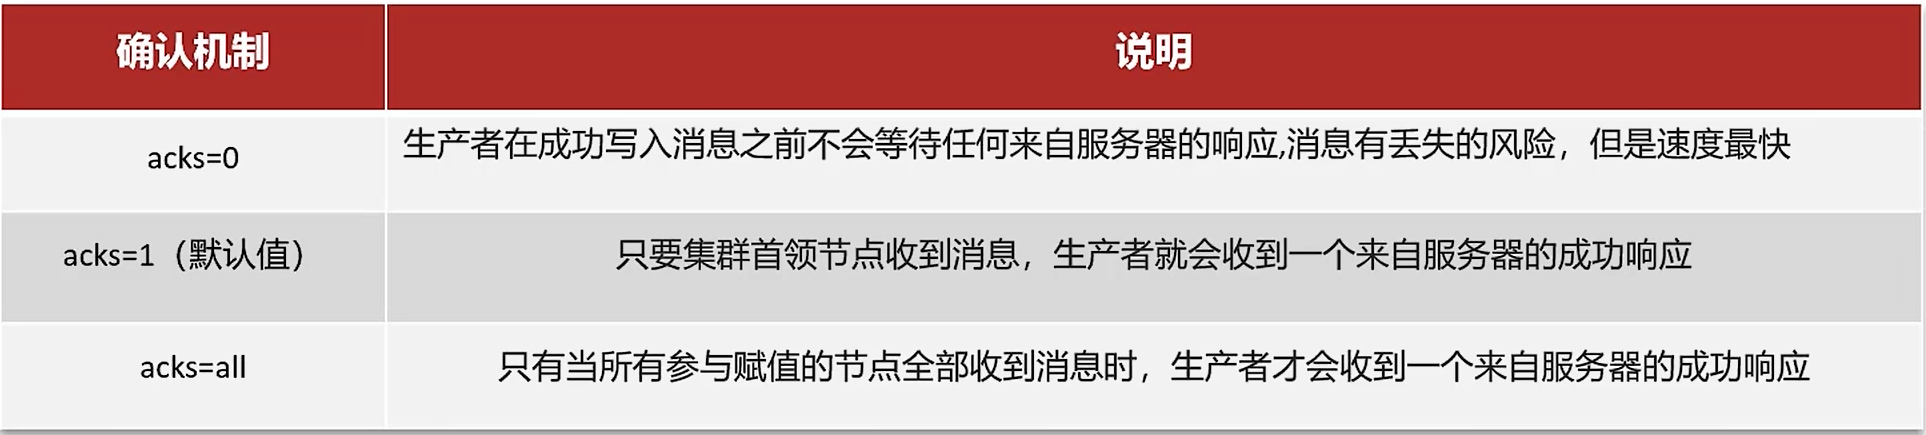 确认机制
说明
acks=0
生产者在成功写入消息之前不会等待任何来自服务器的响应,消息有丢失的风险，但是速度最快
acks=1（默认值）
只要集群首领节点收到消息，生产者就会收到一个来自服务器的成功响应
acks=all
只有当所有参与赋值的节点全部收到消息时，生产者才会收到一个来自服务器的成功响应